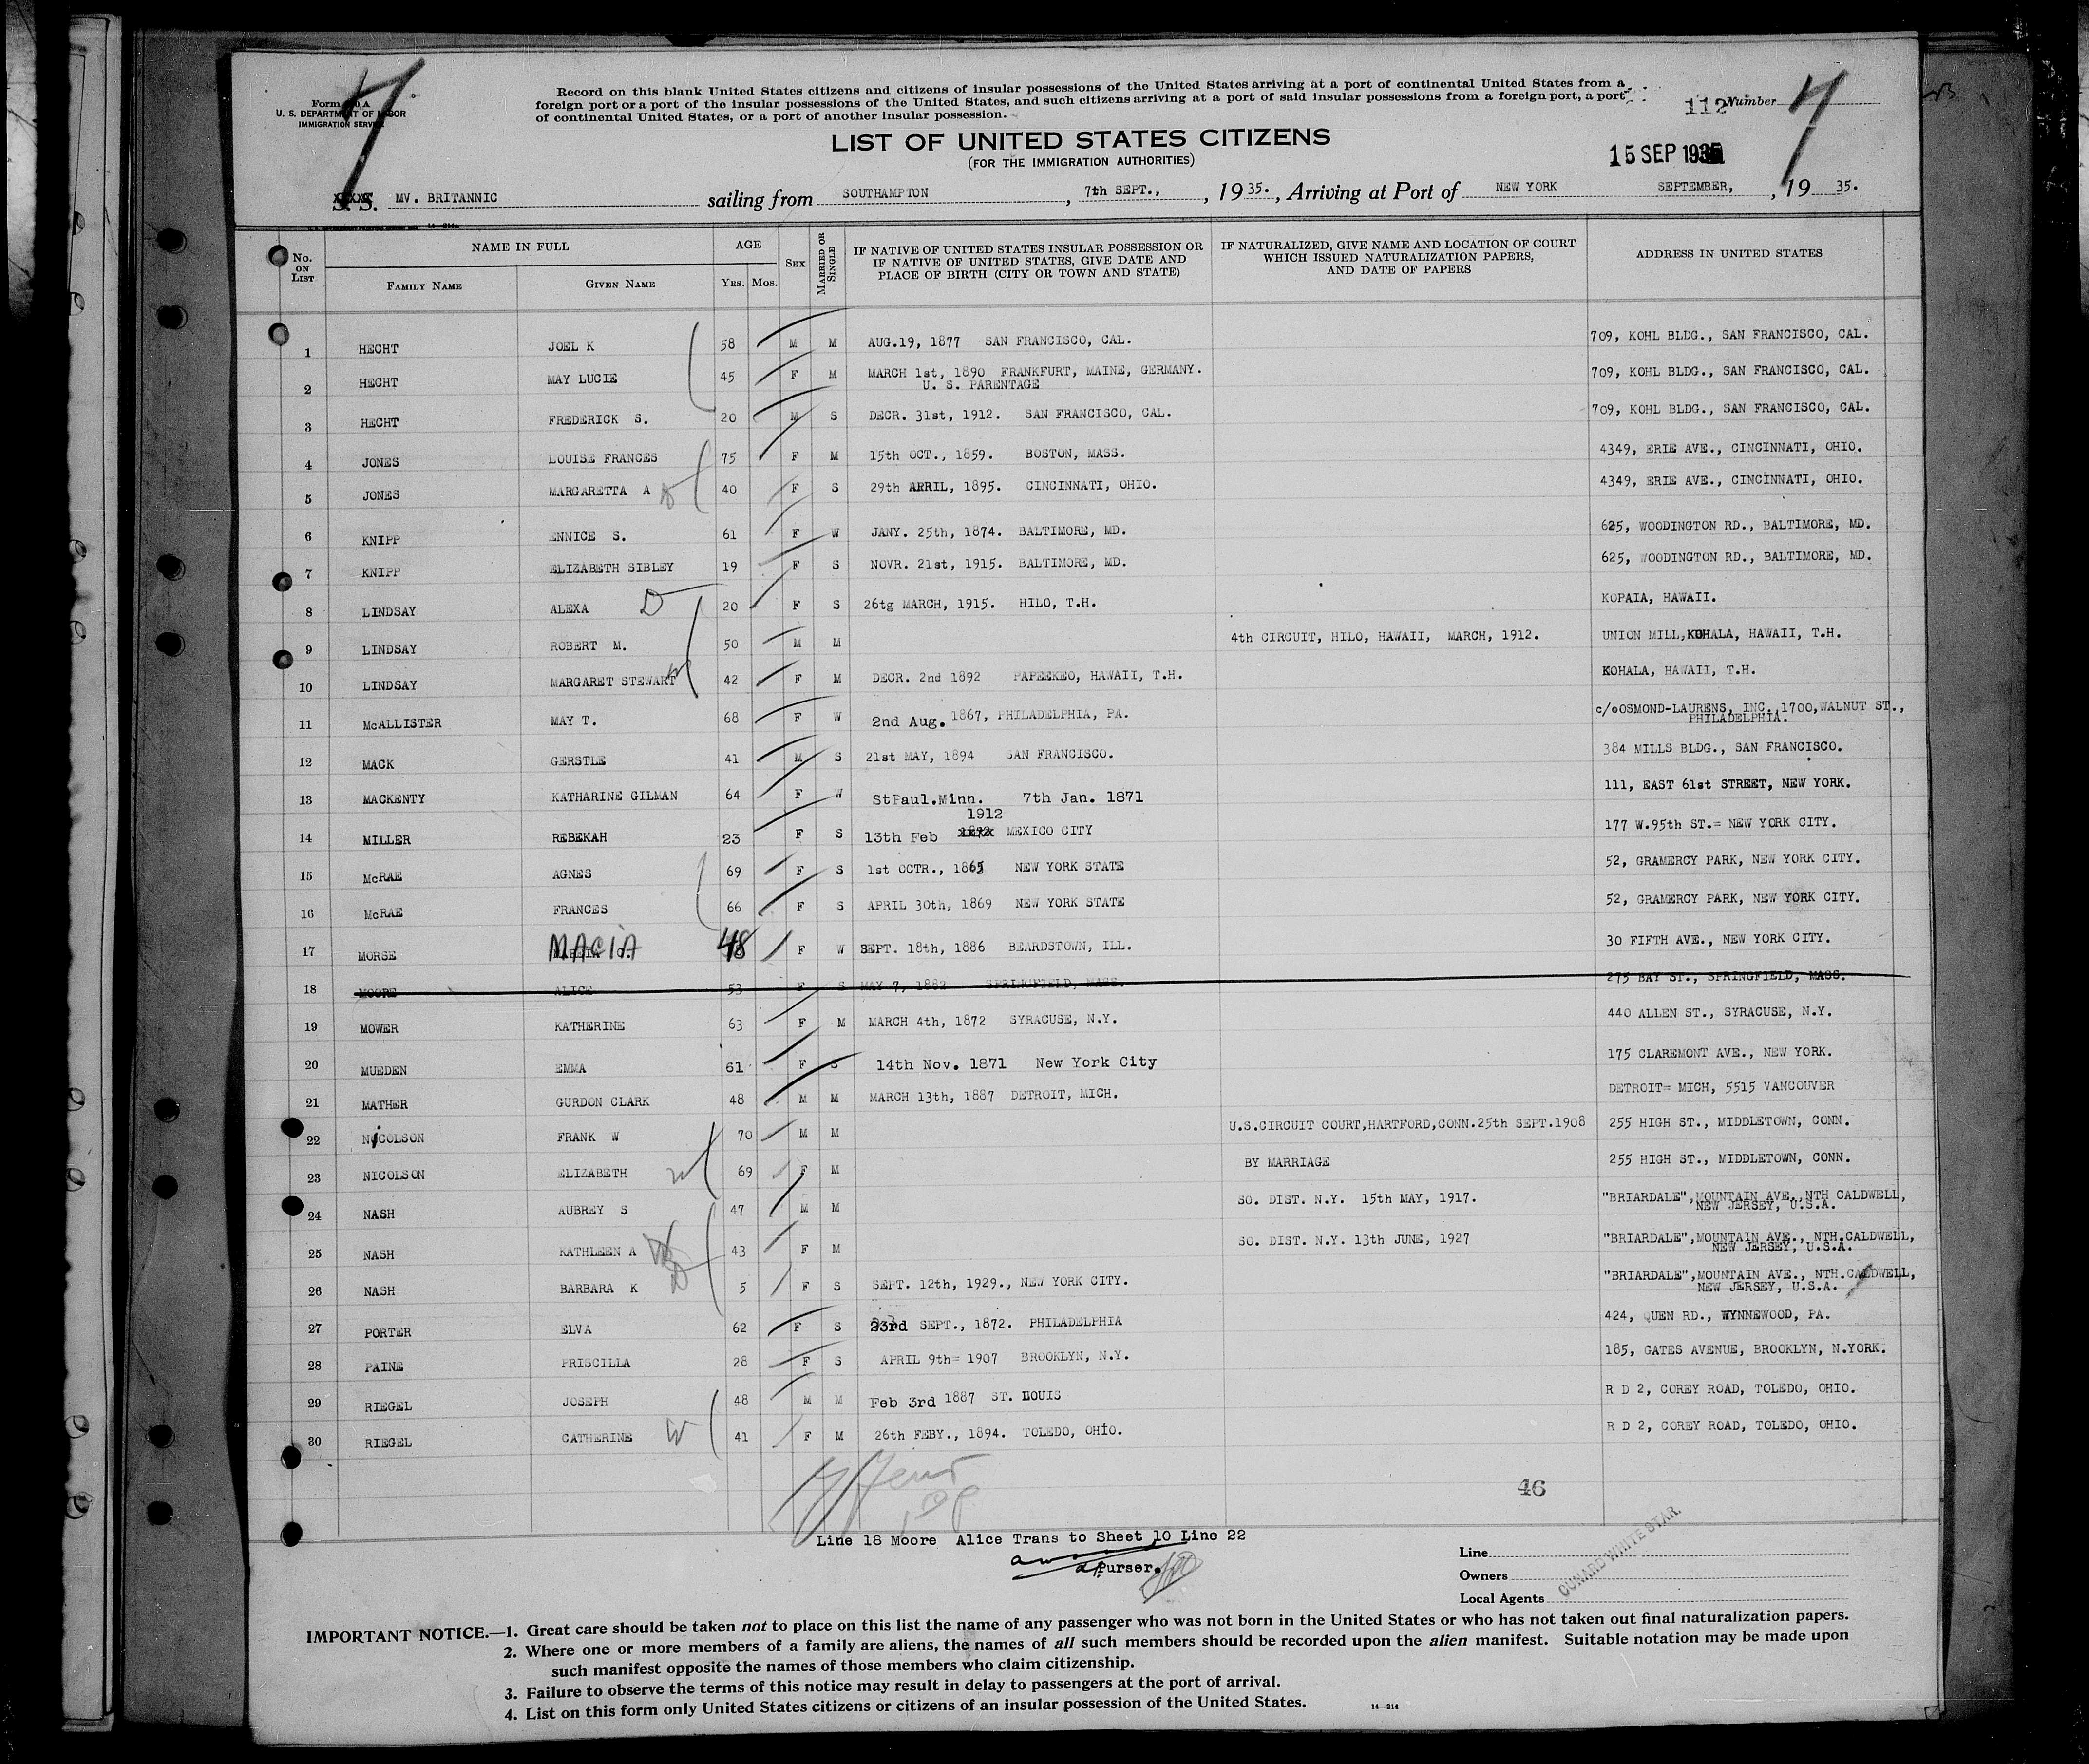 Form A
U. S. DEPARTMENT OF LABOR
IMMIGRATION SERVICE
Record on this blank United States citizens and citizens of insular possessions of the United States arriving at a port of continental United States from a
foreign port or a port of the insular possessions of the United States, and such citizens arriving at a port of said insular possessions from a foreign port, a port
of continental United States, or a port of another insular possession.
112 Number
LIST OF UNITED STATES CITIZENS
(FOR THE IMMIGRATION AUTHORITIES)
15 SEP 1935
S. S. MV. BRITANNIC sailing from SOUTHAMPTON, 7th SEPT., 1935., Arriving at Port of NEW YORK SEPTEMBER, , 19 35.
No. ON LIST NAME IN FULL AGE SEX MARRIED OR SINGLE IF NATIVE OF UNITED STATES INSULAR POSSESSION OR IF NATIVE OF UNITED STATES, GIVE DATE AND PLACE OF BIRTH (CITY OR TOWN AND STATE) IF NATURALIZED, GIVE NAME AND LOCATION OF COURT WHICH ISSUED NATURALIZATION PAPERS, AND DATE OF PAPERS ADDRESS IN UNITED STATES
FAMILY NAME GIVEN NAME YRS. MOS.
1 HECHT JOEL K 58 M M AUG.19, 1877 SAN FRANCISCO, CAL. 709, KOHL BLDG., SAN FRANCISCO, CAL.
2 HECHT MAY LUCIE 45 F M MARCH 1st, 1890 FRANKFURT, MAINE, GERMANY. 709, KOHL BLDG., SAN FRANCISCO, CAL.
U. S. PARENTAGE
3 HECHT FREDERICK S. 20 M S DECR. 31st, 1912. SAN FRANCISCO, CAL. 709, KOHL BLDG., SAN FRANCISCO, CAL.
4 JONES LOUISE FRANCES 75 F M 15th OCT., 1859. BOSTON, MASS. 4349, ERIE AVE., CINCINNATI, OHIO.
5 JONES MARGARETTA A 40 F S 29th APRIL, 1895. CINCINNATI, OHIO. 4349, ERIE AVE., CINCINNATI, OHIO.
6 KNIPP ENNICE S. 61 F W JANY. 25th, 1874. BALTIMORE, MD. 625, WOODINGTON RD., BALTIMORE, MD.
7 KNIPP ELIZABETH SIBLEY 19 F S NOVR. 21st, 1915. BALTIMORE, MD. 625, WOODINGTON RD., BALTIMORE, MD.
8 LINDSAY ALEXA D 20 F S 26tg MARCH, 1915. HILO, T.H. KOPAIA, HAWAII.
9 LINDSAY ROBERT M. 50 M M 4th CIRCUIT, HILO, HAWAII, MARCH, 1912. UNION MILL,KOHALA, HAWAII, T.H.
10 LINDSAY MARGARET STEWART 42 F M DECR. 2nd 1892 PAPEEKEO, HAWAII, T.H. KOHALA, HAWAII, T.H.
11 McALLISTER MAY T. 68 F W 2nd Aug. 1867, PHILADELPHIA, PA. c/oOSMOND-LAURENS, INC.,1700,WALNUT ST.,
PHILADELPHIA.
12 MACK GERSTLE 41 M S 21st MAY, 1894 SAN FRANCISCO. 384 MILLS BLDG., SAN FRANCISCO.
13 MACKENTY KATHARINE GILMAN 64 F W StPaul.Minn. 7th Jan. 1871 111, EAST 61st STREET, NEW YORK.
1912
14 MILLER REBEKAH 23 F S 13th Feb 1892 MEXICO CITY 177 W.95th ST.= NEW YORK CITY.
15 McRAE AGNES 69 F S 1st OCTR., 1865 NEW YORK STATE 52, GRAMERCY PARK, NEW YORK CITY.
16 McRAE FRANCES 66 F S APRIL 30th, 1869 NEW YORK STATE 52, GRAMERCY PARK, NEW YORK CITY.
17 MORSE MACIA 48 F W SEPT. 18th, 1886 BEARDSTOWN, ILL. 30 FIFTH AVE., NEW YORK CITY.
18 MOORE ALICE 53 F S MAY 7, 1882 SPRINGFIELD, MASS. 275 BAY ST., SPRINGFIELD, MASS.
19 MOWER KATHERINE 63 F M MARCH 4th, 1872 SYRACUSE, N.Y. 440 ALLEN ST., SYRACUSE, N.Y.
20 MUEDEN EMMA 61 F S 14th Nov. 1871 New York City 175 CLAREMONT AVE., NEW YORK.
21 MATHER GURDON CLARK 48 M M MARCH 13th, 1887 DETROIT, MICH. DETROIT= MICH, 5515 VANCOUVER
22 NICOLSON FRANK W 70 M M U.S.CIRCUIT COURT,HARTFORD,CONN.25th SEPT.1908 255 HIGH ST., MIDDLETOWN, CONN.
23 NICOLSON ELIZABETH W 69 F M BY MARRIAGE 255 HIGH ST., MIDDLETOWN, CONN.
24 NASH AUBREY S 47 M M SO. DIST. N.Y. 15th MAY, 1917. "BRIARDALE",MOUNTAIN AVE.,NTH CALDWELL,
NEW JERSEY, U.S.A.
25 NASH KATHLEEN A 43 F M SO. DIST. N.Y. 13th JUNE, 1927 "BRIARDALE",MOUNTAIN AVE., NTH.CALDWELL,
NEW JERSEY, U.S.A.
26 NASH BARBARA K 5 F S SEPT. 12th, 1929., NEW YORK CITY. "BRIARDALE",MOUNTAIN AVE., NTH.CALDWELL,
NEW JERSEY, U.S.A.
27 PORTER ELVA 62 F S 23rd SEPT., 1872. PHILADELPHIA 424, QUEN RD., WYNNEWOOD, PA.
28 PAINE PRISCILLA 28 F S APRIL 9th= 1907 BROOKLYN, N.Y. 185, GATES AVENUE, BROOKLYN, N.YORK.
29 RIEGEL JOSEPH 48 M M Feb 3rd 1887 ST. LOUIS R D 2, COREY ROAD, TOLEDO, OHIO.
30 RIEGEL CATHERINE W 41 F M 26th FEBY., 1894. TOLEDO, OHIO. R D 2, COREY ROAD, TOLEDO, OHIO.
46
Line 18 Moore Alice Trans to Sheet 10 Line 22
Purser.
CUNARD WHITE STAR.
Line
Owners
Local Agents
IMPORTANT NOTICE.—1. Great care should be taken not to place on this list the name of any passenger who was not born in the United States or who has not taken out final naturalization papers.
2. Where one or more members of a family are aliens, the names of all such members should be recorded upon the alien manifest. Suitable notation may be made upon
such manifest opposite the names of those members who claim citizenship.
3. Failure to observe the terms of this notice may result in delay to passengers at the port of arrival.
4. List on this form only United States citizens or citizens of an insular possession of the United States.
14—214